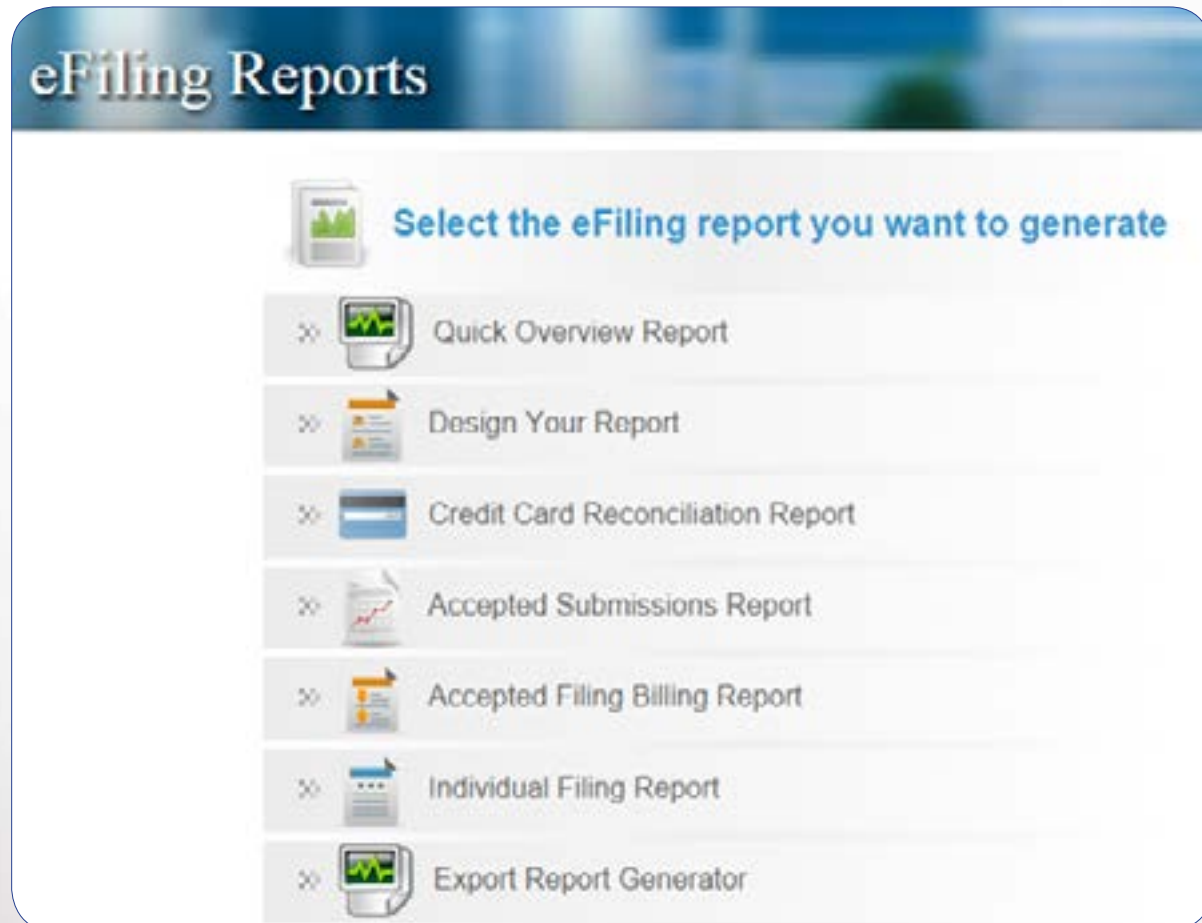 eFiling Reports
Select the eFiling report you want to generate
Quick Overview Report
Design Your Report
Credit Card Reconciliation Report
Accepted Submissions Report
Accepted Filing Billing Report
Individual Filing Report
Export Report Generator